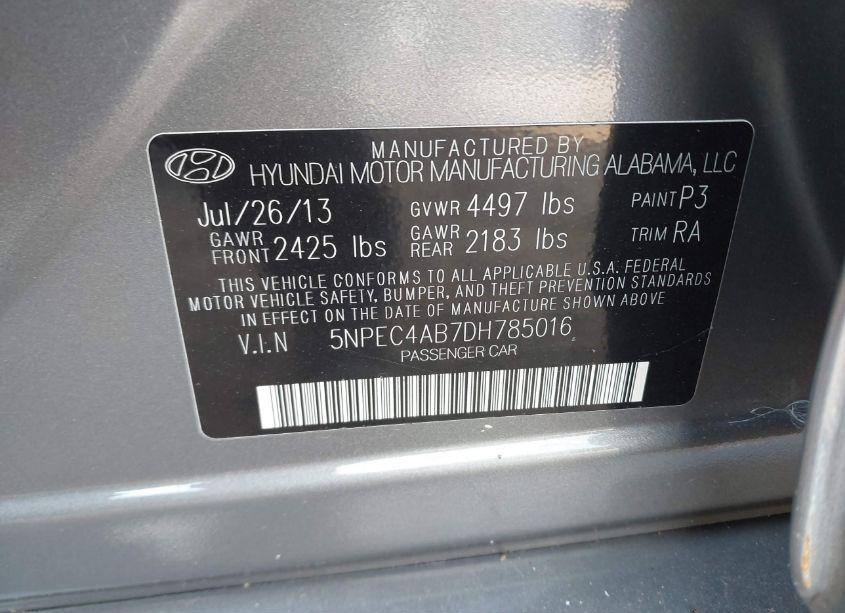 MANUFACTURED BY
HYUNDAI MOTOR MANUFACTURING ALABAMA, LLC
Jul/26/13 GVWR 4497 lbs PAINT P3
GAWR FRONT 2425 lbs GAWR REAR 2183 lbs TRIM RA
THIS VEHICLE CONFORMS TO ALL APPLICABLE U.S.A. FEDERAL
MOTOR VEHICLE SAFETY, BUMPER, AND THEFT PREVENTION STANDARDS
IN EFFECT ON THE DATE OF MANUFACTURE SHOWN ABOVE.
V.I.N 5NPEC4AB7DH785016
PASSENGER CAR